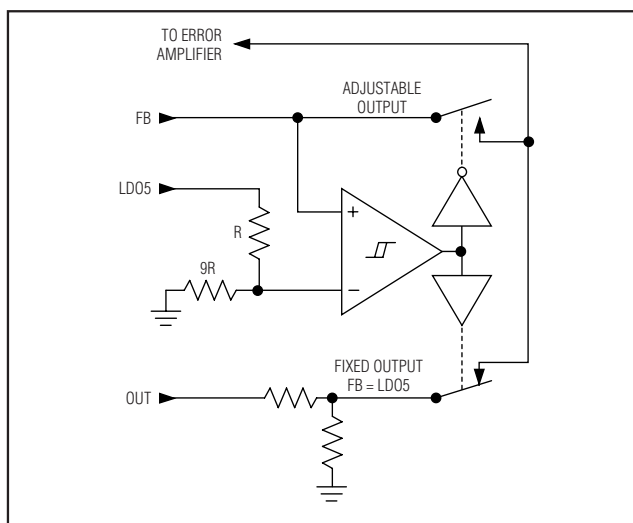 TO ERROR
AMPLIFIER
ADJUSTABLE
OUTPUT
FB
LDO5
R
+
9R
−
FIXED OUTPUT
FB = LDO5
OUT